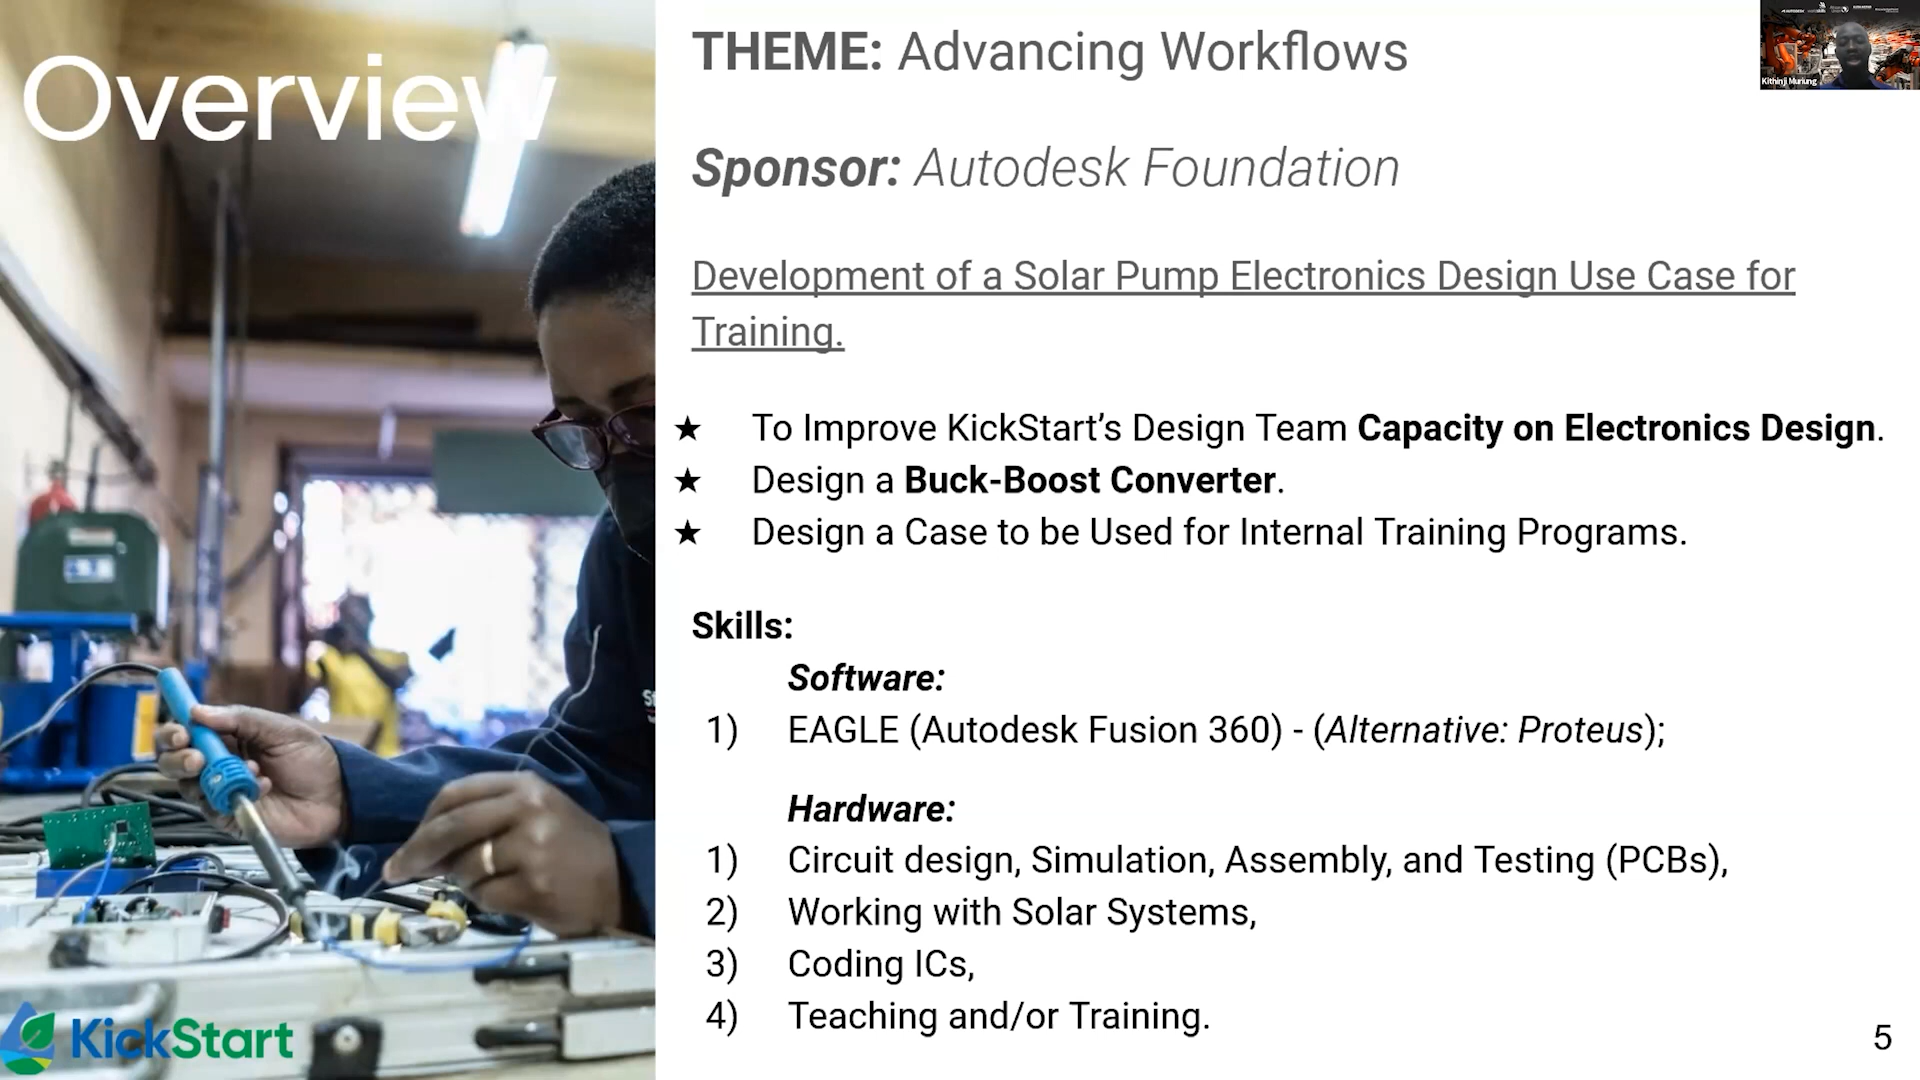 Overview
THEME: Advancing Workflows
Sponsor: Autodesk Foundation
Development of a Solar Pump Electronics Design Use Case for
Training.
★ To Improve KickStart’s Design Team Capacity on Electronics Design.
★ Design a Buck-Boost Converter.
★ Design a Case to be Used for Internal Training Programs.
Skills:
Software:
1) EAGLE (Autodesk Fusion 360) - (Alternative: Proteus);
Hardware:
1) Circuit design, Simulation, Assembly, and Testing (PCBs),
2) Working with Solar Systems,
3) Coding ICs,
4) Teaching and/or Training.
KickStart
5
Kithinji Muriung